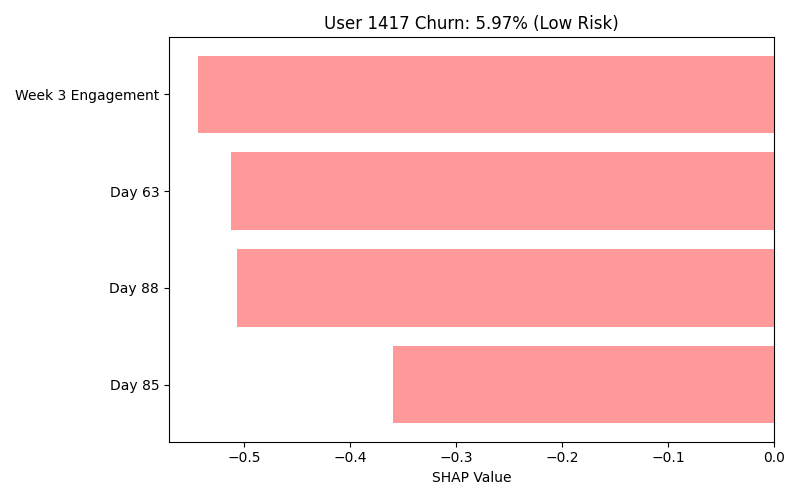 User 1417 Churn: 5.97% (Low Risk)
Week 3 Engagement
Day 63
Day 88
Day 85
−0.5 −0.4 −0.3 −0.2 −0.1 0.0
SHAP Value